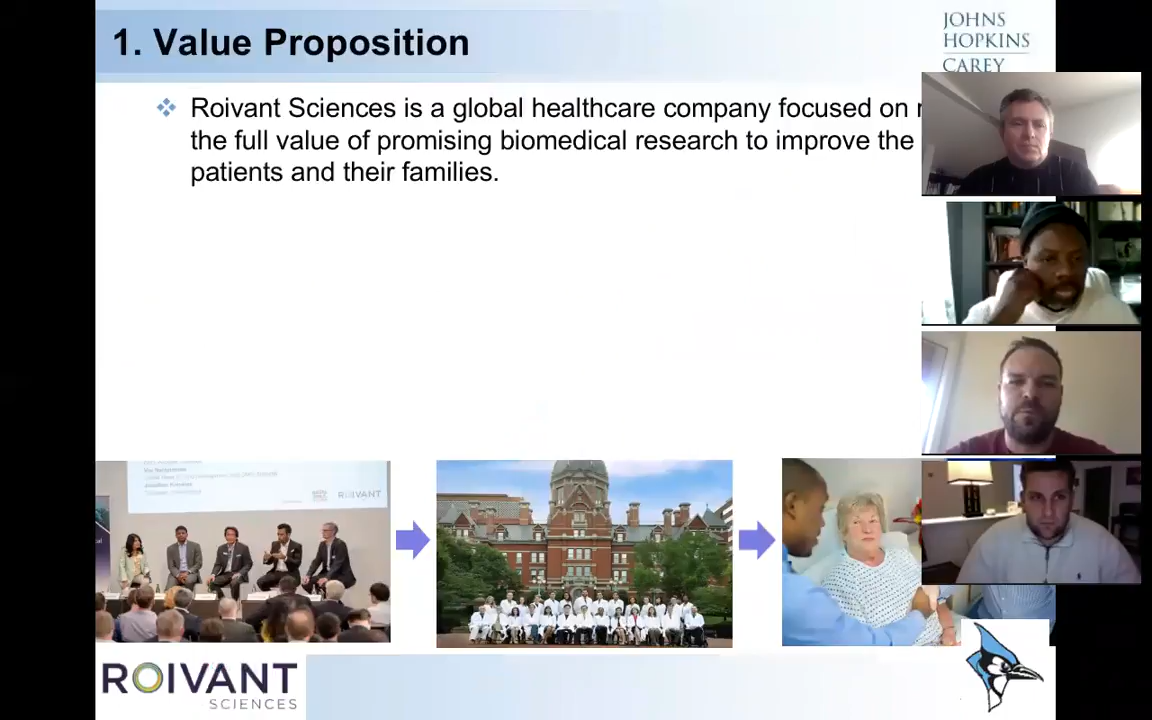 1. Value Proposition
JOHNS
HOPKINS
CAREY
Roivant Sciences is a global healthcare company focused on
the full value of promising biomedical research to improve the
patients and their families.
ROIVANT
ROIVANT
SCIENCES